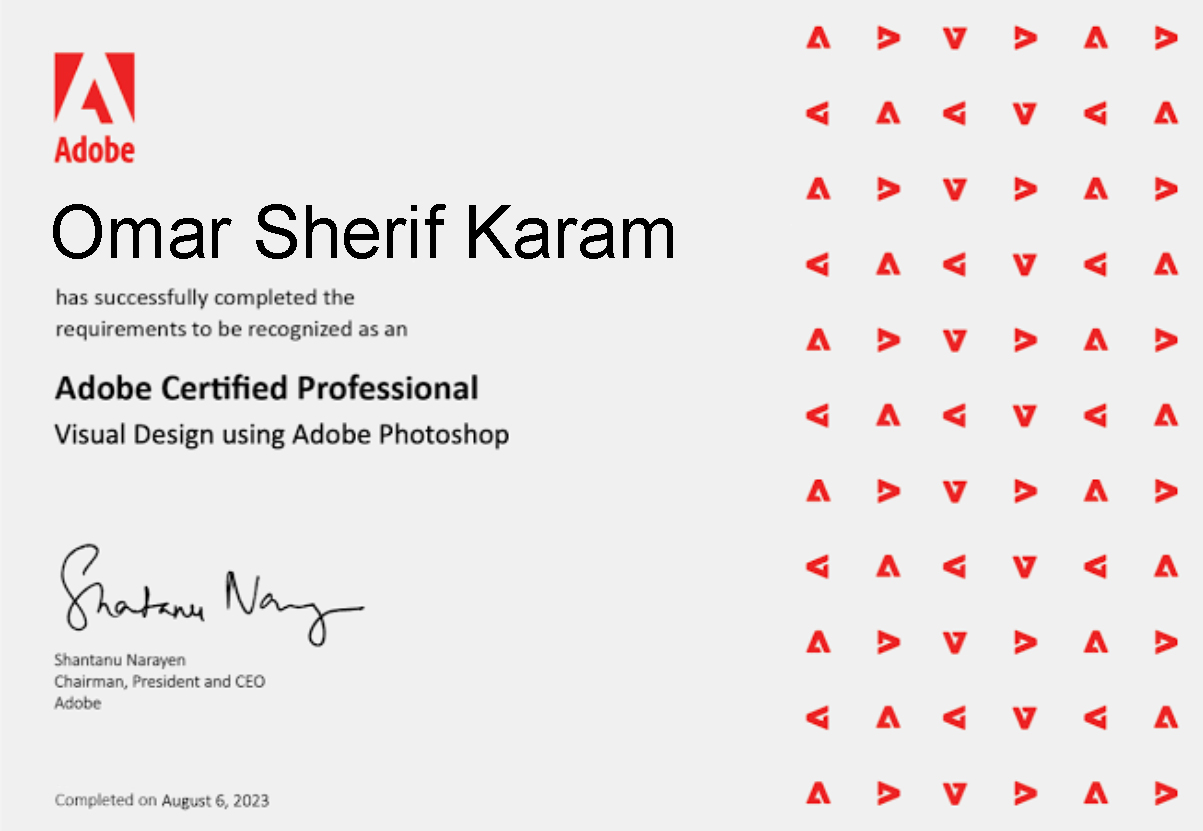 Adobe
Omar Sherif Karam
has successfully completed the
requirements to be recognized as an
Adobe Certified Professional
Visual Design using Adobe Photoshop
Shantanu Narayen
Shantanu Narayen
Chairman, President and CEO
Adobe
Completed on August 6, 2023